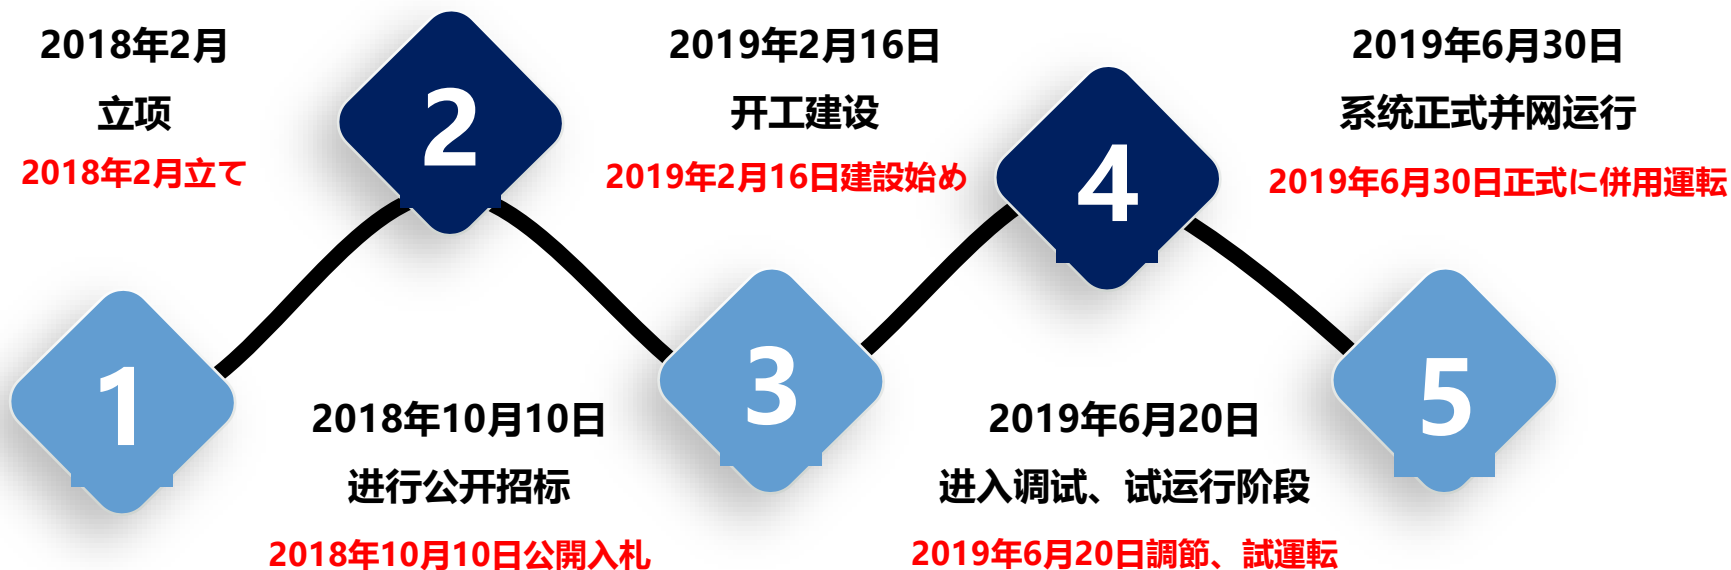 1
2018年2月
立项
2018年2月立て
2
2018年10月10日
进行公开招标
2018年10月10日公開入札
3
2019年2月16日
开工建设
2019年2月16日建設始め
4
2019年6月20日
进入调试、试运行阶段
2019年6月20日調節、試運転
5
2019年6月30日
系统正式并网运行
2019年6月30日正式に併用運転